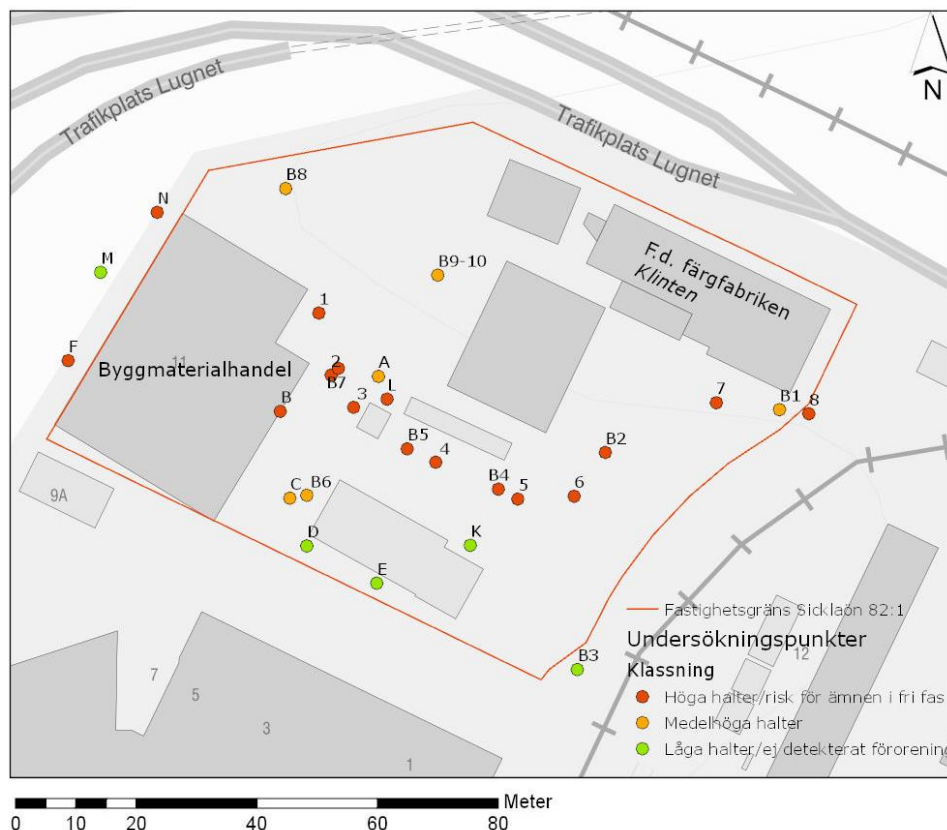 Trafikplats Lugnet
Trafikplats Lugnet
N
B8
N
M
B9-10
F.d. färgfabriken
Klinten
1
F
11
Byggmaterialhandel
2
B7
A
L
3
B
7
B1
8
B5
4
B2
B4
5
6
9A
C
B6
D
K
E
B3
7
5
3
1
12
Fastighetsgräns Sicklaön 82:1
Undersökningspunkter
Klassning
Höga halter/risk för ämnen i fri fas
Medelhöga halter
Låga halter/ej detekterat förorening
Meter
0 5 10 20 40 60 80